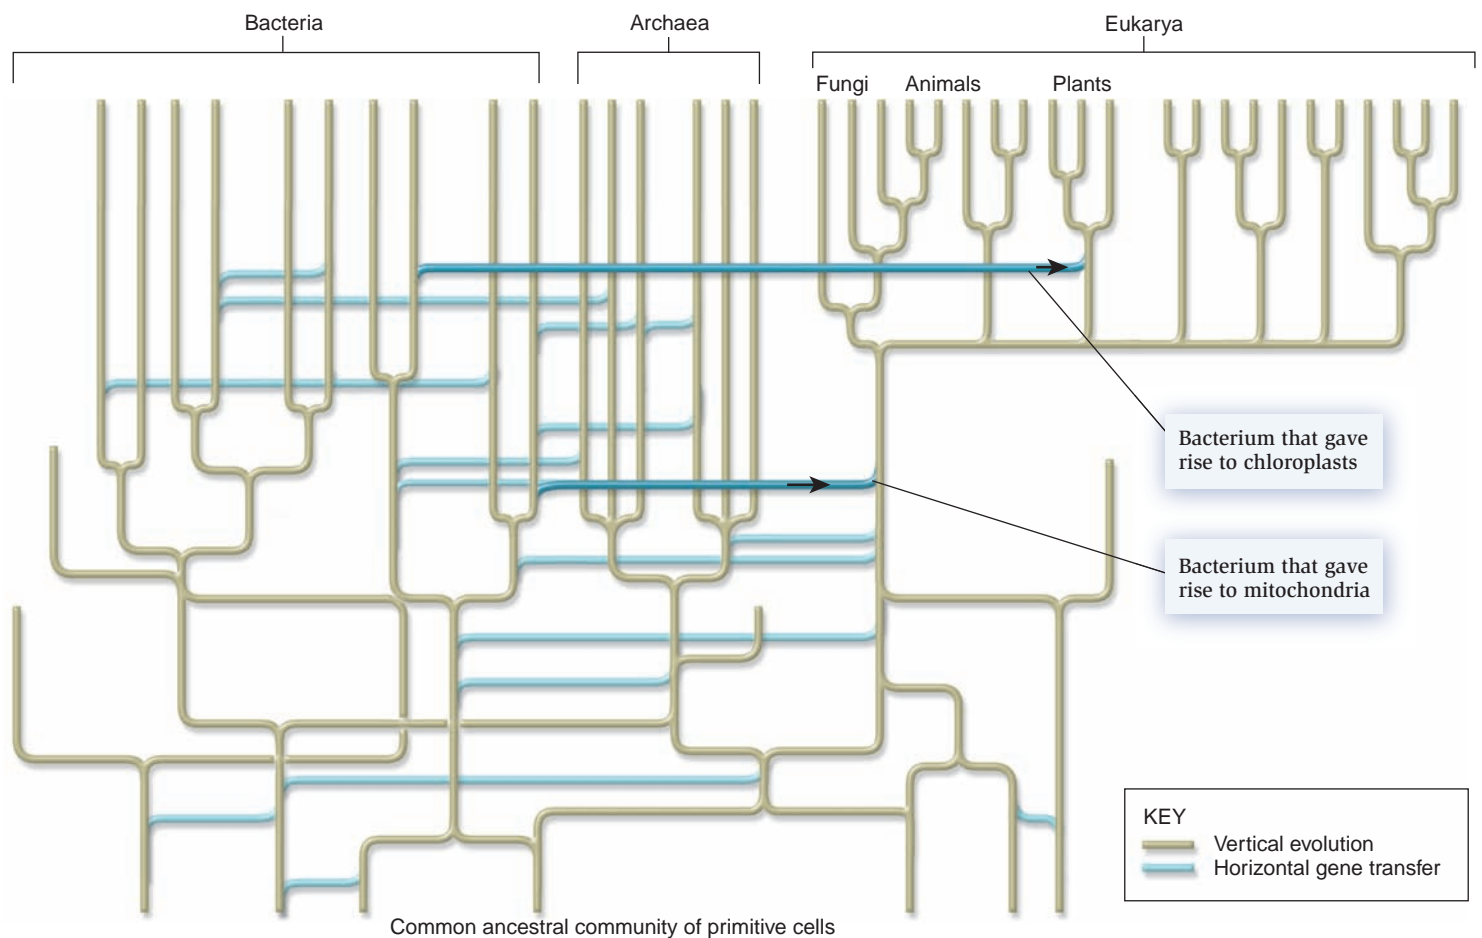 Bacteria
Archaea
Eukarya
Fungi
Animals
Plants
Bacterium that gave
rise to chloroplasts
Bacterium that gave
rise to mitochondria
KEY
Vertical evolution
Horizontal gene transfer
Common ancestral community of primitive cells